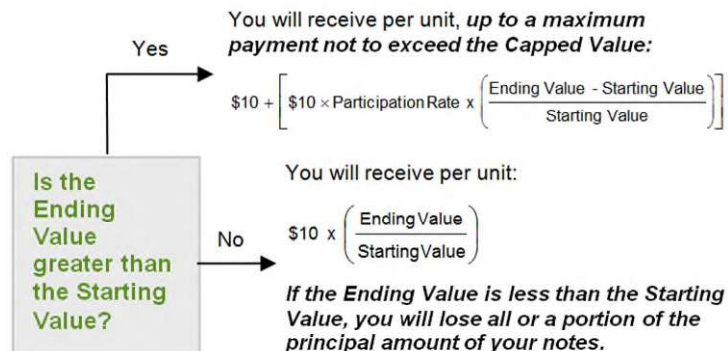 You will receive per unit, up to a maximum
payment not to exceed the Capped Value:
Yes
$10 + [ $10 × Participation Rate x ( Ending Value - Starting Value / Starting Value ) ]
Is the
Ending
Value
greater than
the Starting
Value?
No
You will receive per unit:
$10 x ( Ending Value / Starting Value )
If the Ending Value is less than the Starting
Value, you will lose all or a portion of the
principal amount of your notes.